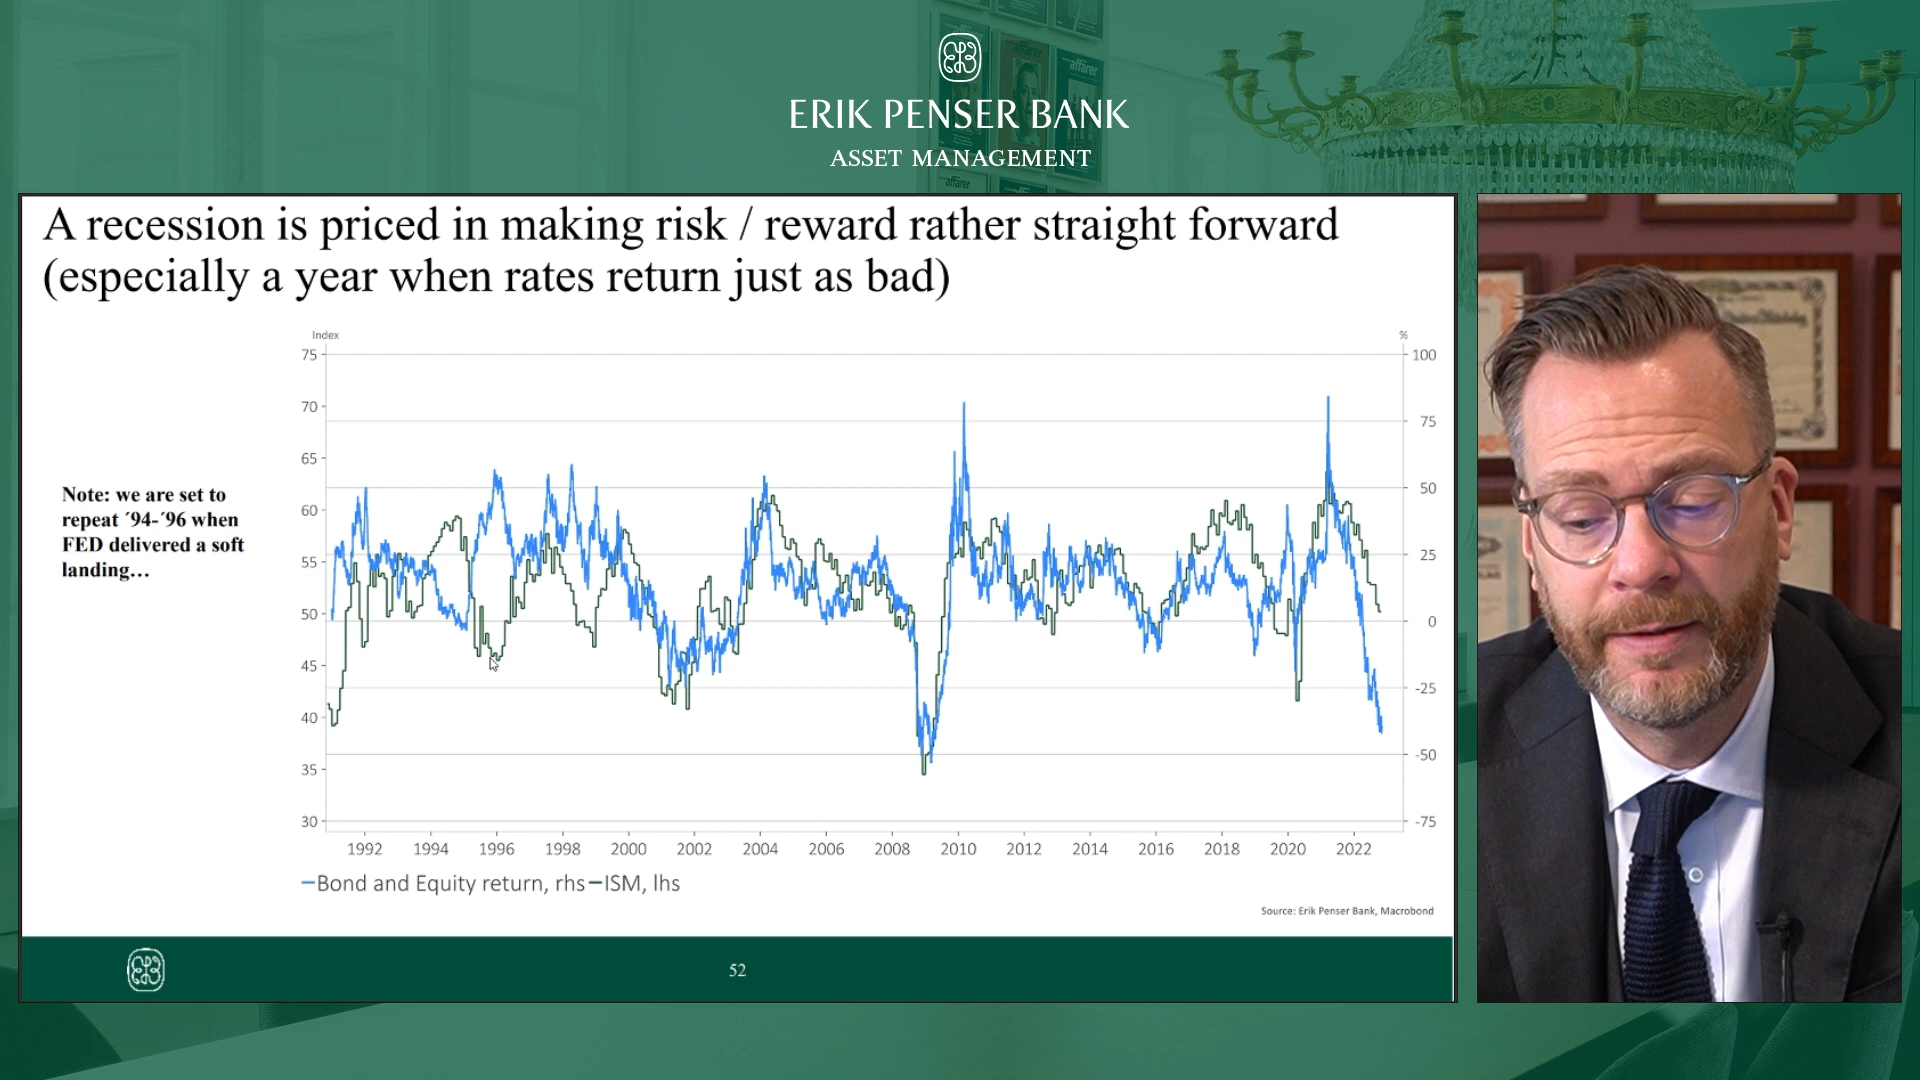 affärer
affärer
ERIK PENSER BANK
ASSET MANAGEMENT
affärer
A recession is priced in making risk / reward rather straight forward
(especially a year when rates return just as bad)
Note: we are set to
repeat ´94-´96 when
FED delivered a soft
landing…
Index
%
75
70
65
60
55
50
45
40
35
30
100
75
50
25
0
-25
-50
-75
1992 1994 1996 1998 2000 2002 2004 2006 2008 2010 2012 2014 2016 2018 2020 2022
Bond and Equity return, rhs ISM, lhs
Source: Erik Penser Bank, Macrobond
52